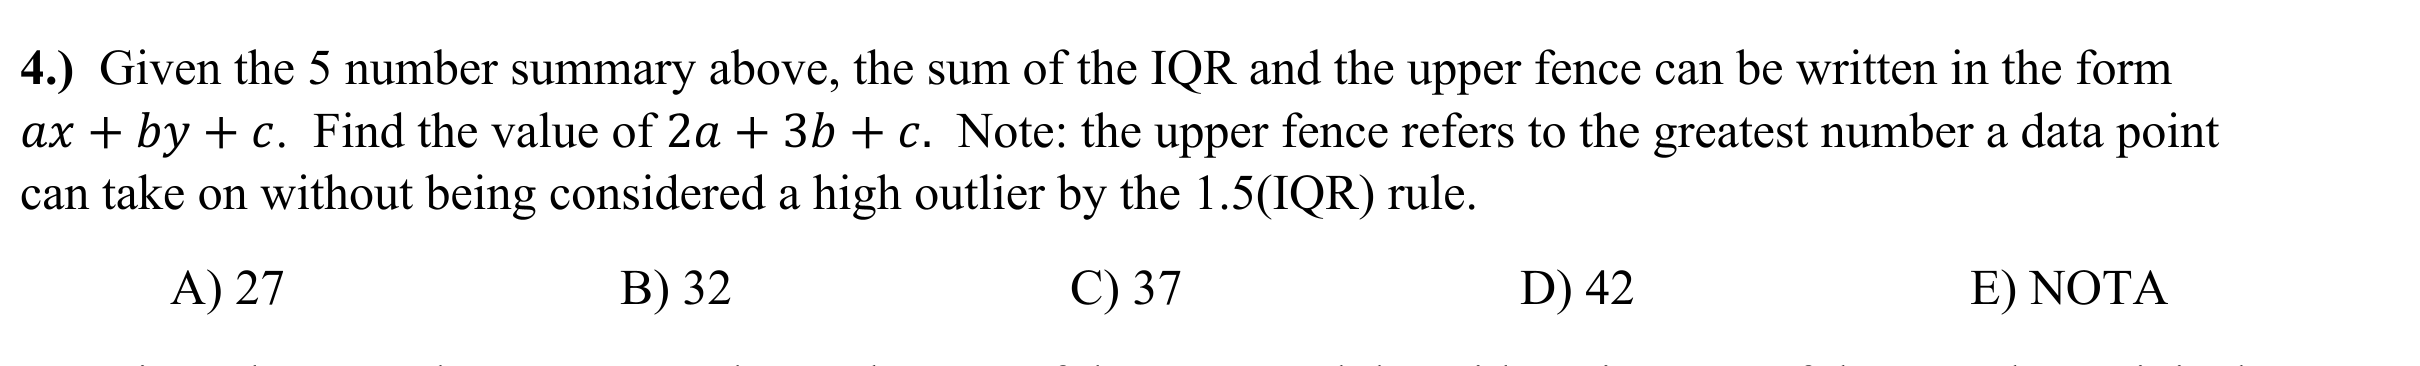 4.) Given the 5 number summary above, the sum of the IQR and the upper fence can be written in the form
ax + by + c. Find the value of 2a + 3b + c. Note: the upper fence refers to the greatest number a data point
can take on without being considered a high outlier by the 1.5(IQR) rule.
A) 27 B) 32 C) 37 D) 42 E) NOTA